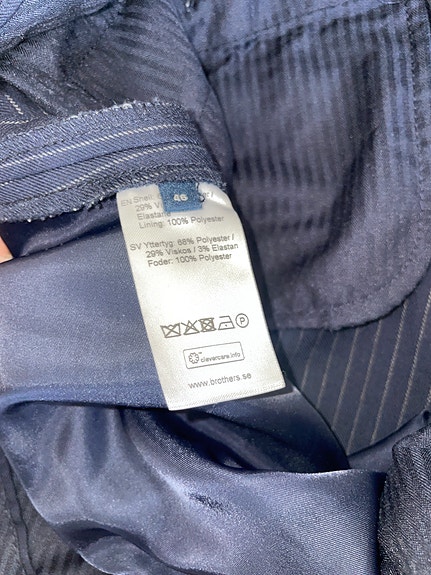 46
EN Shell: er /
29% V
Elastan
Lining: 100% Polyester
SV Yttertyg: 68% Polyester /
29% Viskos / 3% Elastan
Foder: 100% Polyester
P
clevercare.info
www.brothers.se